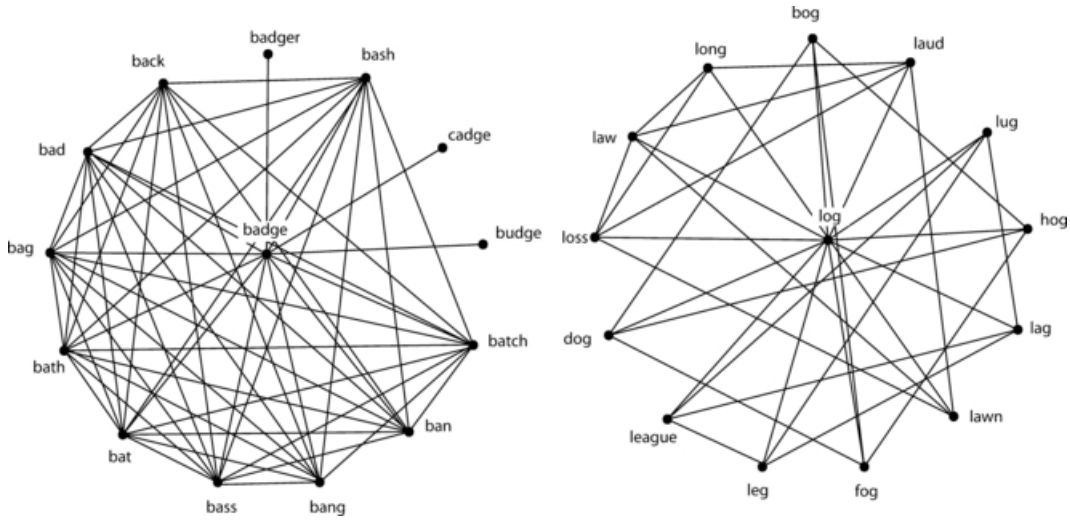 badger
back
bash
bad
cadge
badge
bag
budge
bath
batch
bat
ban
bass
bang
bog
long
laud
law
lug
log
loss
hog
dog
lag
league
lawn
leg
fog